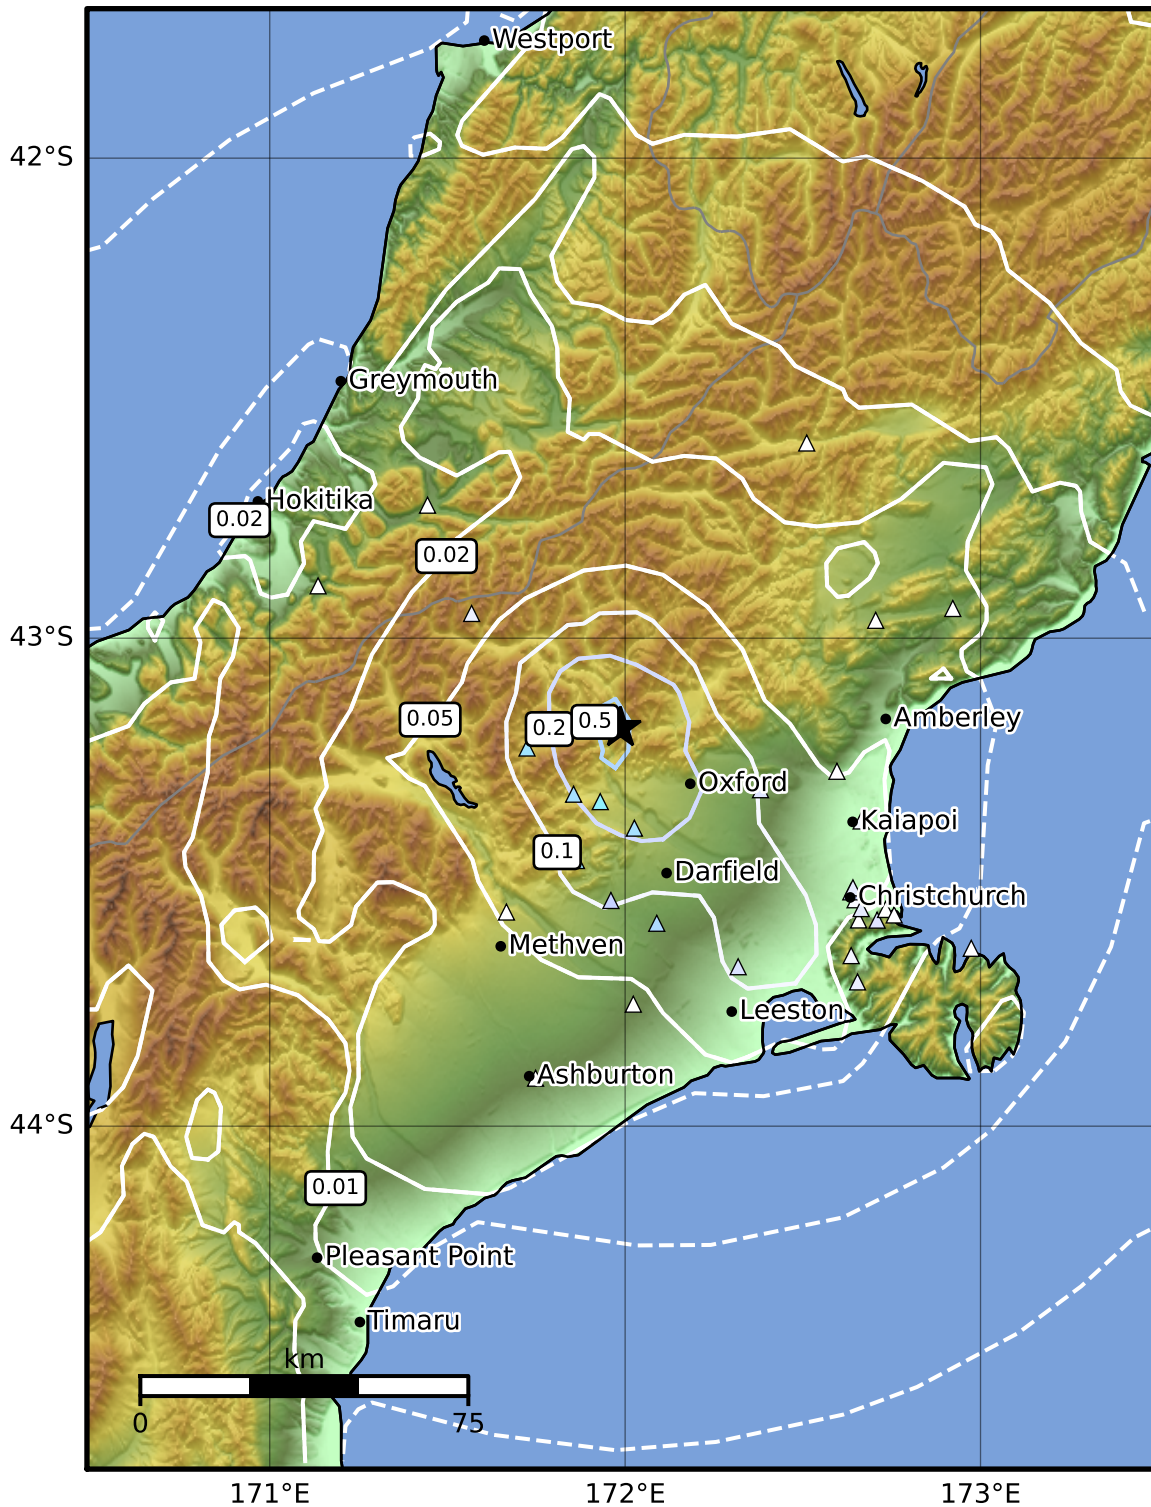 Westport
42°S
Greymouth
Hokitika
0.02
0.02
43°S
0.05
0.2
0.5
Amberley
Oxford
Kaiapoi
0.1
Darfield
Christchurch
Methven
Leeston
Ashburton
44°S
0.01
Pleasant Point
Timaru
km
0
75
171°E
172°E
173°E